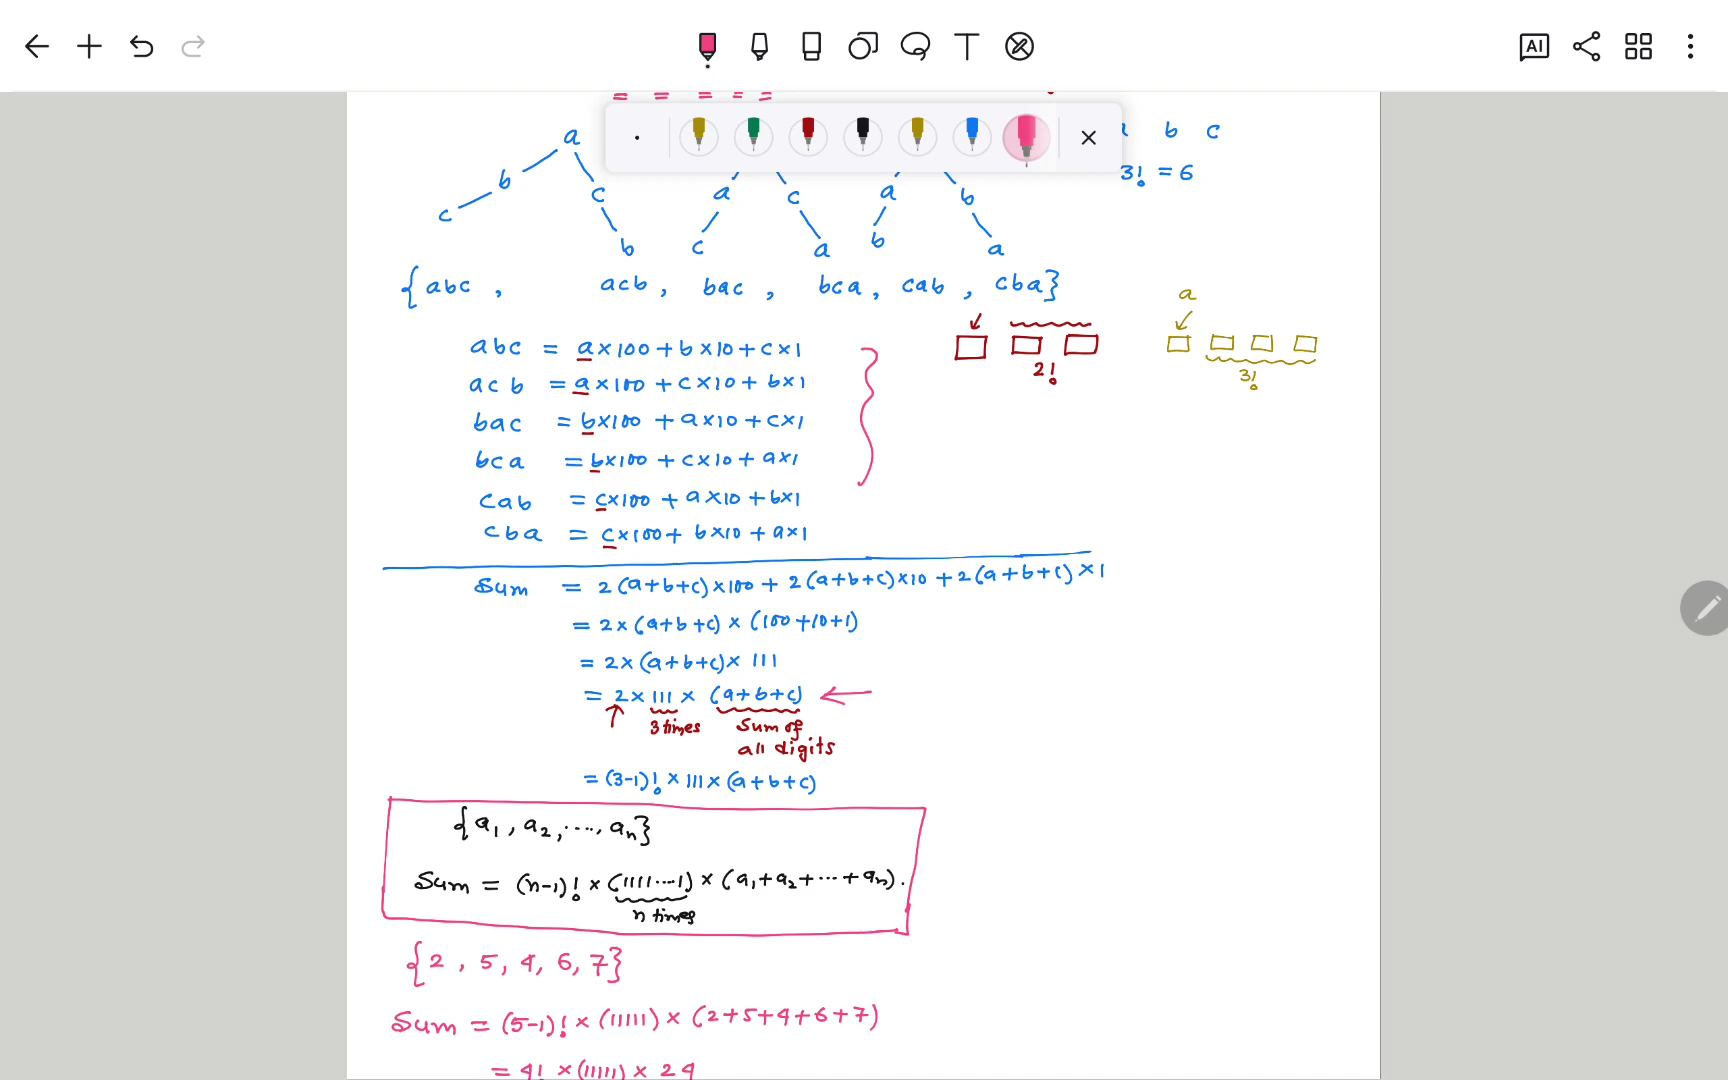 AI
a b c
b c a c a b 3! = 6
c b c a b a
{abc , acb , bac , bca , cab , cba}
a
abc = a×100+b×10+c×1
2! 3!
acb = a×100 + c×10 + b×1
bac = b×100 + a×10+c×1
bca = b×100 + c×10 + a×1
cab = c×100 + a×10 + b×1
cba = c×100+ b×10 + a×1
Sum = 2(a+b+c)×100 + 2(a+b+c)×10 +2(a+b+c)×1
= 2×(a+b+c)×(100+10+1)
= 2×(a+b+c)× 111
= 2× 111 × (a+b+c)
3 times Sum of
all digits
= (3-1)! × 111×(a+b+c)
{a1, a2, ...., an}
Sum = (n-1)! × (1111....1) × (a1+a2+...+an).
n times
{2, 5, 4, 6, 7}
Sum = (5-1)! × (11111) × (2+5+4+6+7)
= 4! × (11111) × 24